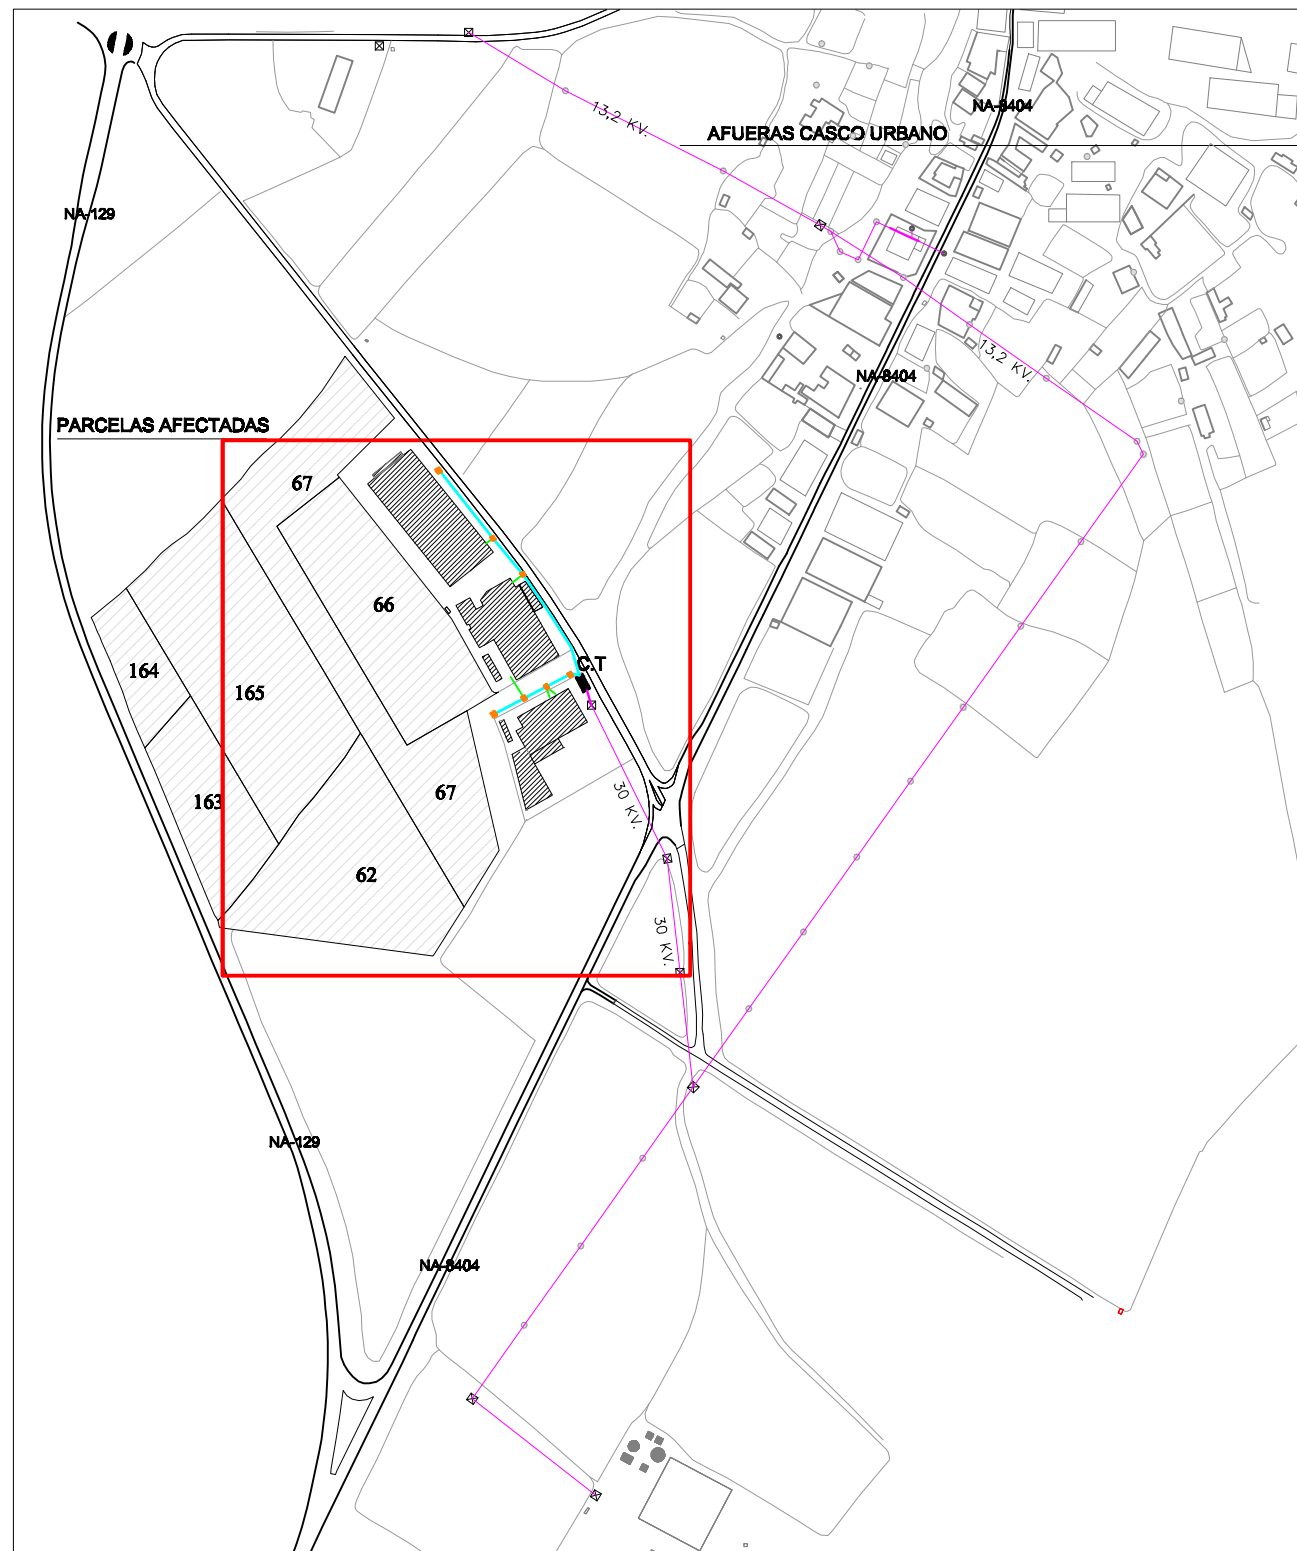 NA-8404
13,2 KV.
AFUERAS CASCO URBANO
NA-129
13,2 KV.
NA-8404
PARCELAS AFECTADAS
67
66
C.T
164
165
67
163
30 KV.
62
30 KV.
NA-129
NA-8404